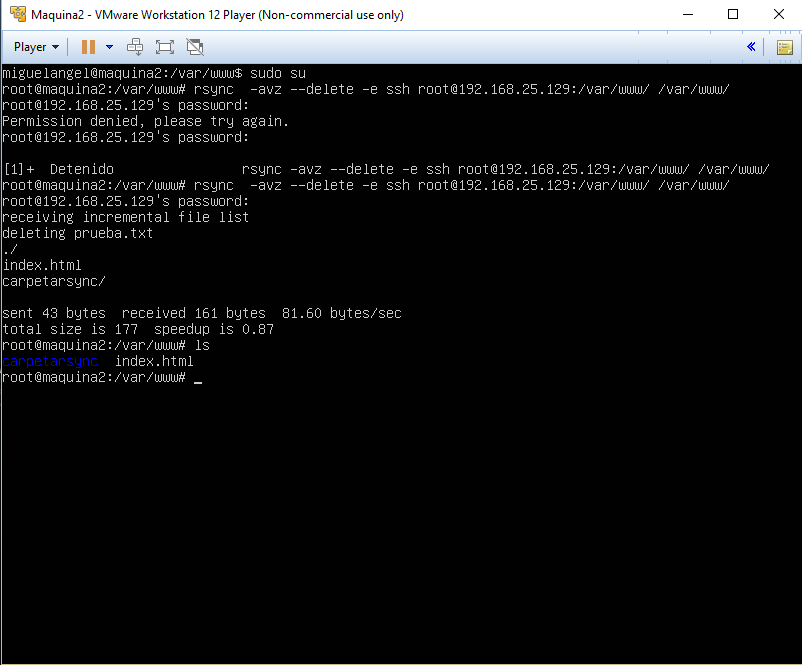 Maquina2 - VMware Workstation 12 Player (Non-commercial use only)
Player
miguelangel@maquina2:/var/www$ sudo su
root@maquina2:/var/www# rsync  -avz --delete -e ssh root@192.168.25.129:/var/www/ /var/www/
root@192.168.25.129's password:
Permission denied, please try again.
root@192.168.25.129's password:
[1]+  Detenido                rsync -avz --delete -e ssh root@192.168.25.129:/var/www/ /var/www/
root@maquina2:/var/www# rsync  -avz --delete -e ssh root@192.168.25.129:/var/www/ /var/www/
root@192.168.25.129's password:
receiving incremental file list
deleting prueba.txt
./
index.html
carpetarsync/
sent 43 bytes  received 161 bytes  81.60 bytes/sec
total size is 177  speedup is 0.87
root@maquina2:/var/www# ls
carpetarsync  index.html
root@maquina2:/var/www# _